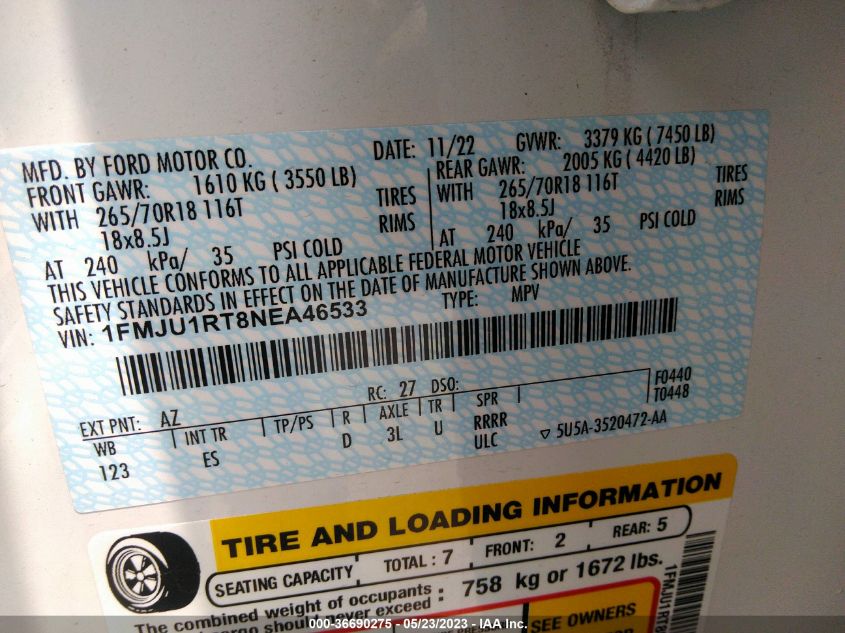 MFD. BY FORD MOTOR CO.
DATE: 11/22 GVWR: 3379 KG ( 7450 LB)
FRONT GAWR: 1610 KG ( 3550 LB)
WITH 265/70R18 116T TIRES
18x8.5J RIMS
AT 240 kPa/ 35 PSI COLD
REAR GAWR: 2005 KG ( 4420 LB)
WITH 265/70R18 116T TIRES
18x8.5J RIMS
AT 240 kPa/ 35 PSI COLD
THIS VEHICLE CONFORMS TO ALL APPLICABLE FEDERAL MOTOR VEHICLE
SAFETY STANDARDS IN EFFECT ON THE DATE OF MANUFACTURE SHOWN ABOVE.
VIN: 1FMJU1RT8NEA46533
TYPE: MPV
EXT PNT: AZ RC: 27 DSO:
WB INT TR TP/PS R AXLE TR SPR
123 ES D 3L U RRRR
ULC
F0440
T0448
▽ 5U5A-3520472-AA
TIRE AND LOADING INFORMATION
SEATING CAPACITY TOTAL : 7 FRONT: 2 REAR: 5
The combined weight of occupants
should never exceed : 758 kg or 1672 lbs.
SEE OWNERS
1FMJU1RT8
000-36690275 - 05/23/2023 - IAA Inc.